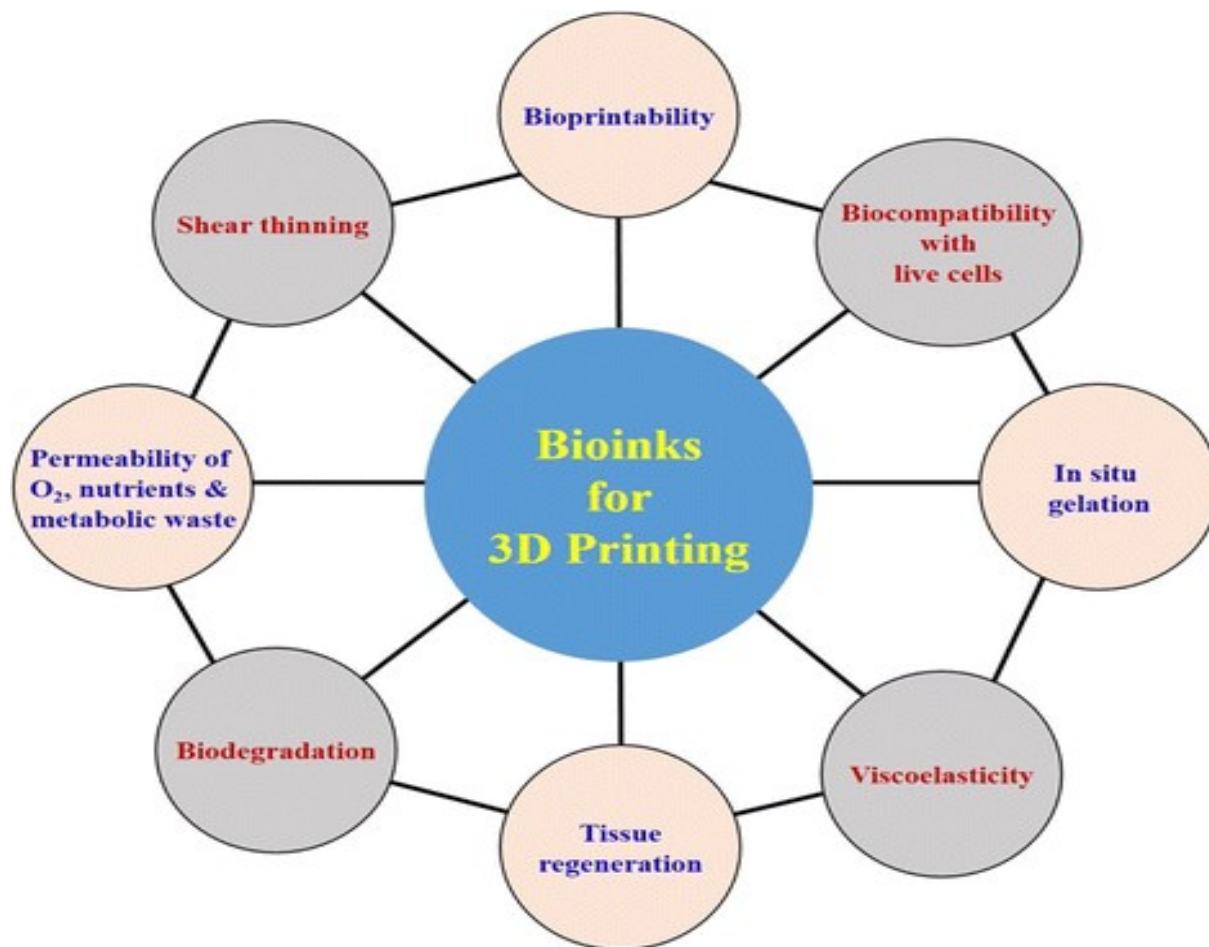 Bioprintability
Shear thinning
Biocompatibility
with
live cells
Permeability of
O₂, nutrients &
metabolic waste
Bioinks
for
3D Printing
In situ
gelation
Biodegradation
Viscoelasticity
Tissue
regeneration